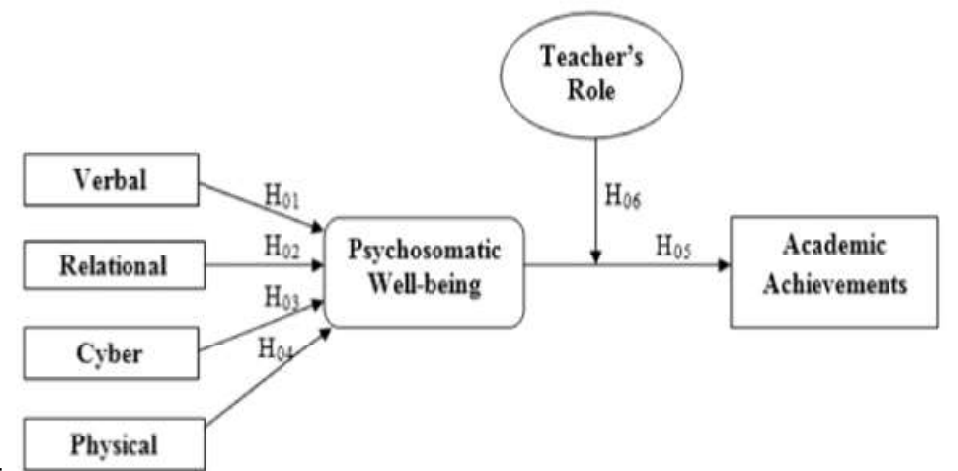 Teacher's
Role
Verbal
H01
H06
Relational
H02
Psychosomatic
Well-being
H05
Academic
Achievements
H03
Cyber
H04
Physical